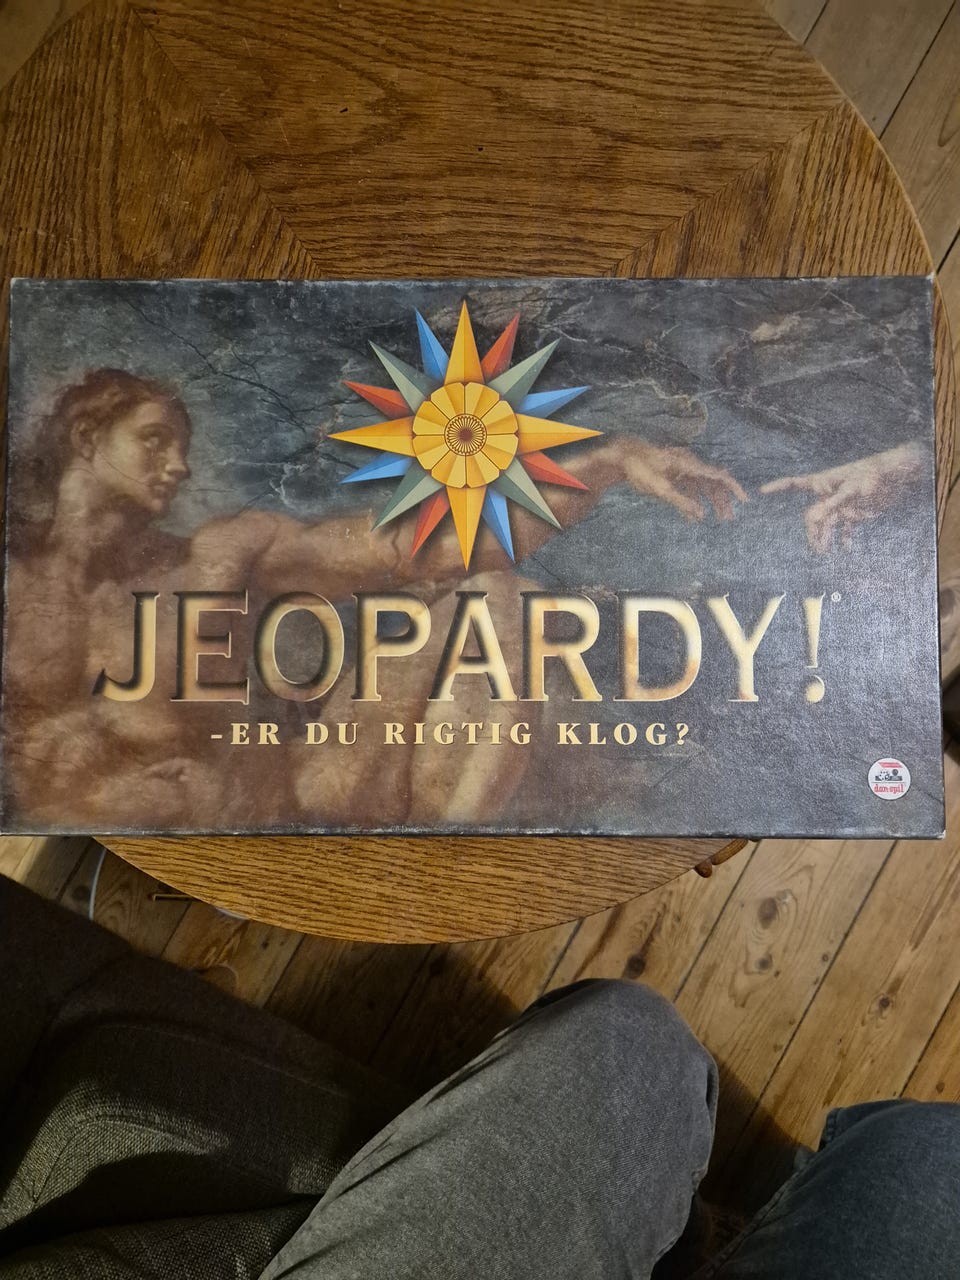 JEOPARDY!®
-ER DU RIGTIG KLOG?
dan-spil